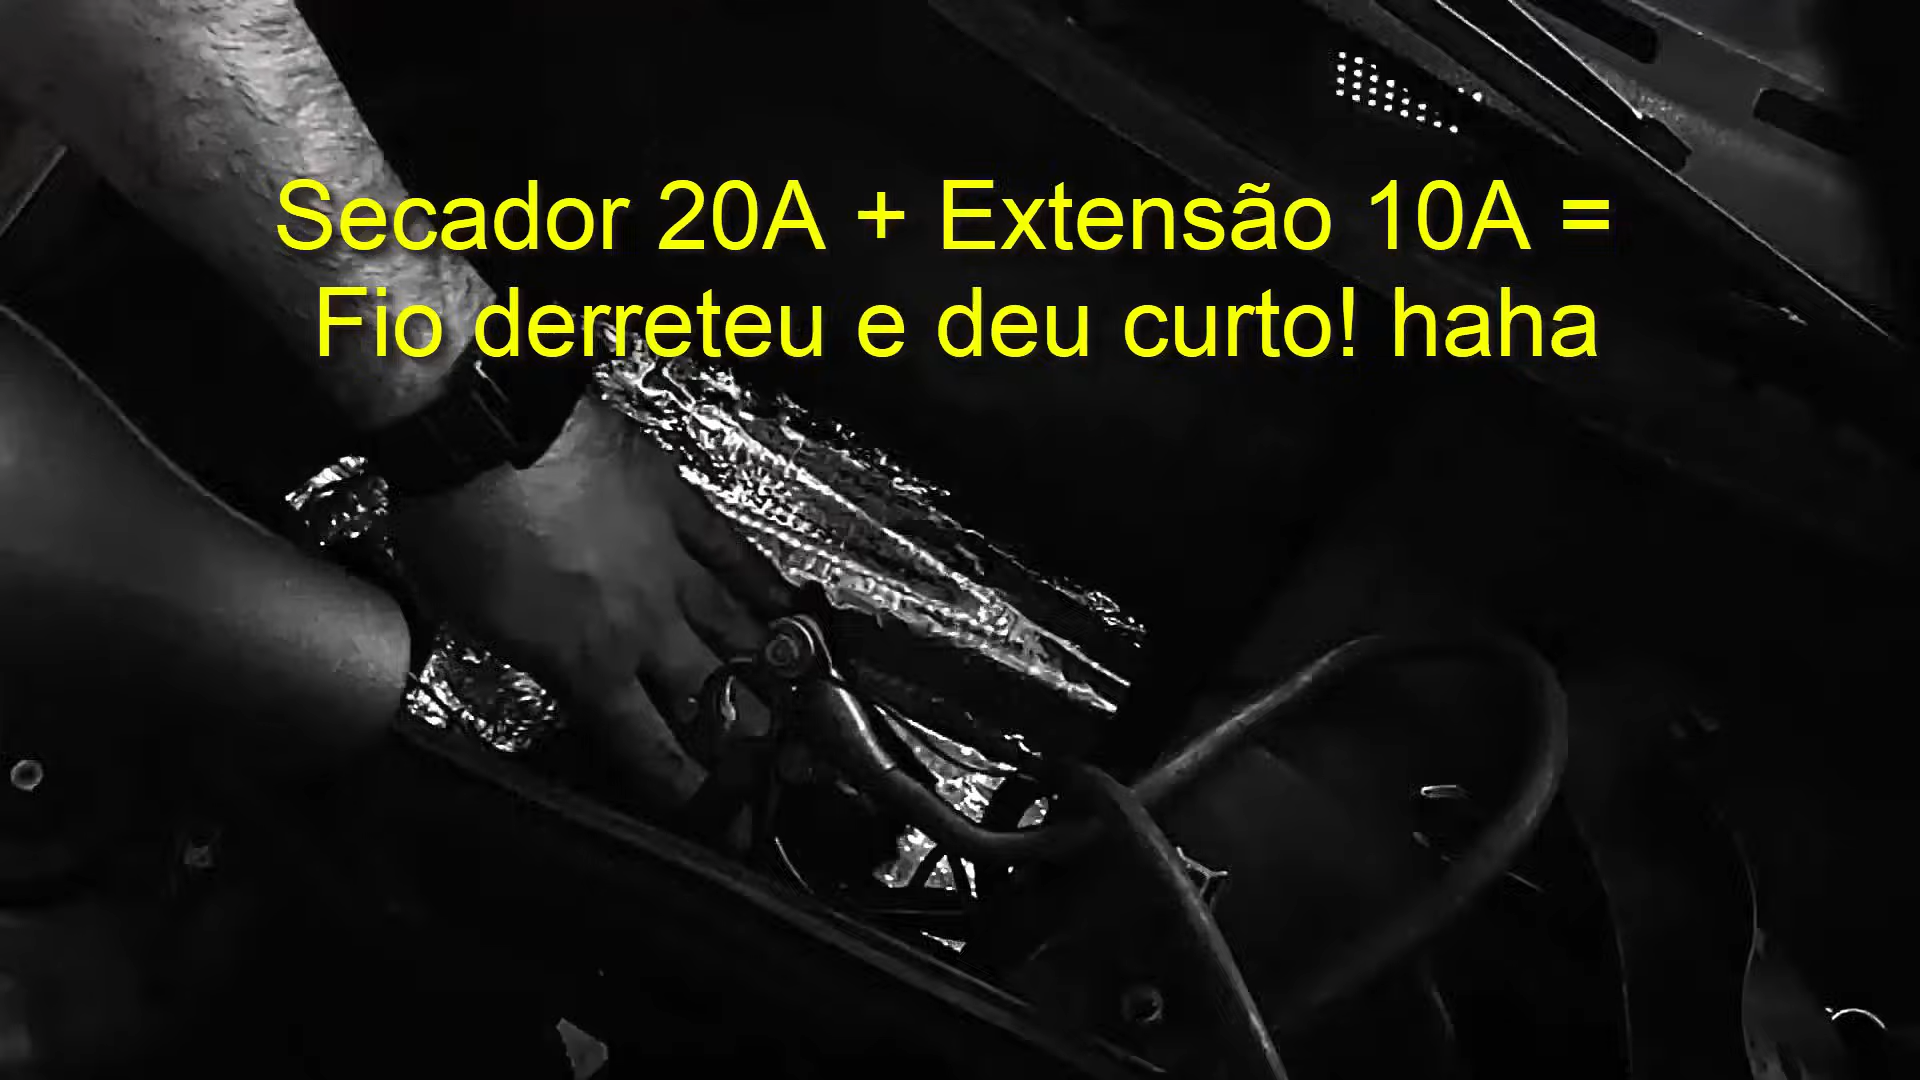 Secador 20A + Extensão 10A =
Fio derreteu e deu curto! haha